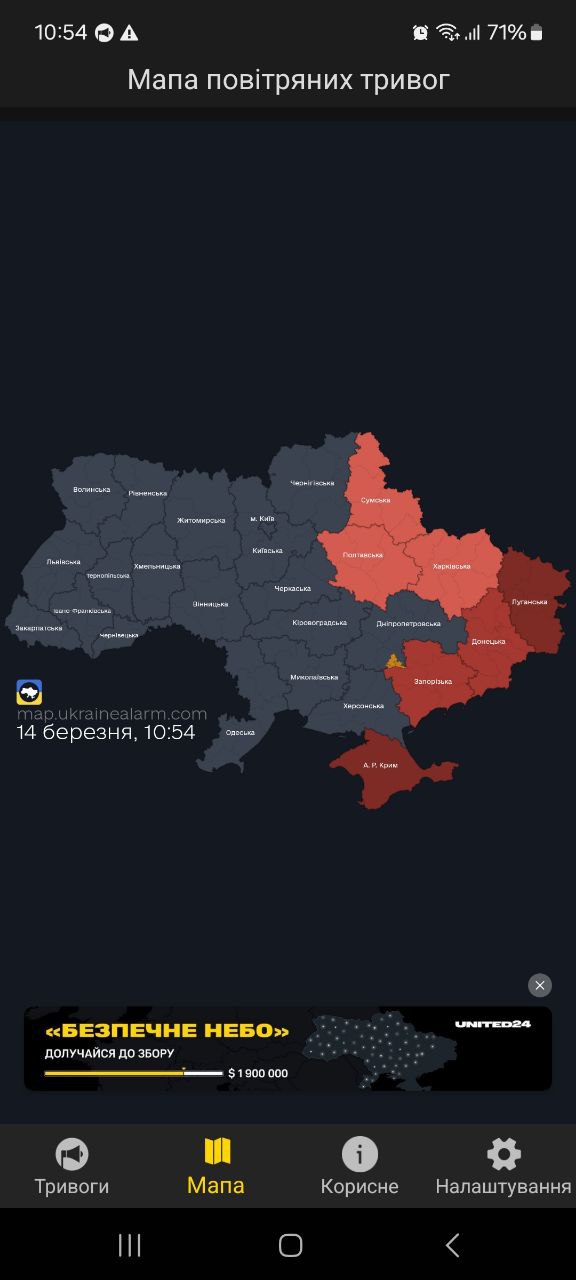 10:54
71%
Мапа повітряних тривог
Чернігівська
Сумська
Волинська
Рівненська
Житомирська
м. Київ
Київська
Полтавська
Харківська
Львівська
Тернопільська
Хмельницька
Черкаська
Луганська
Вінницька
Івано-Франківська
Закарпатська
Чернівецька
Кіровоградська
Дніпропетровська
Донецька
Миколаївська
Запорізька
Херсонська
Одеська
А. Р. Крим
map.ukrainealarm.com
14 березня, 10:54
«БЕЗПЕЧНЕ НЕБО»
UNITED24
ДОЛУЧАЙСЯ ДО ЗБОРУ
$ 1 900 000
Тривоги
Мапа
Корисне
Налаштування